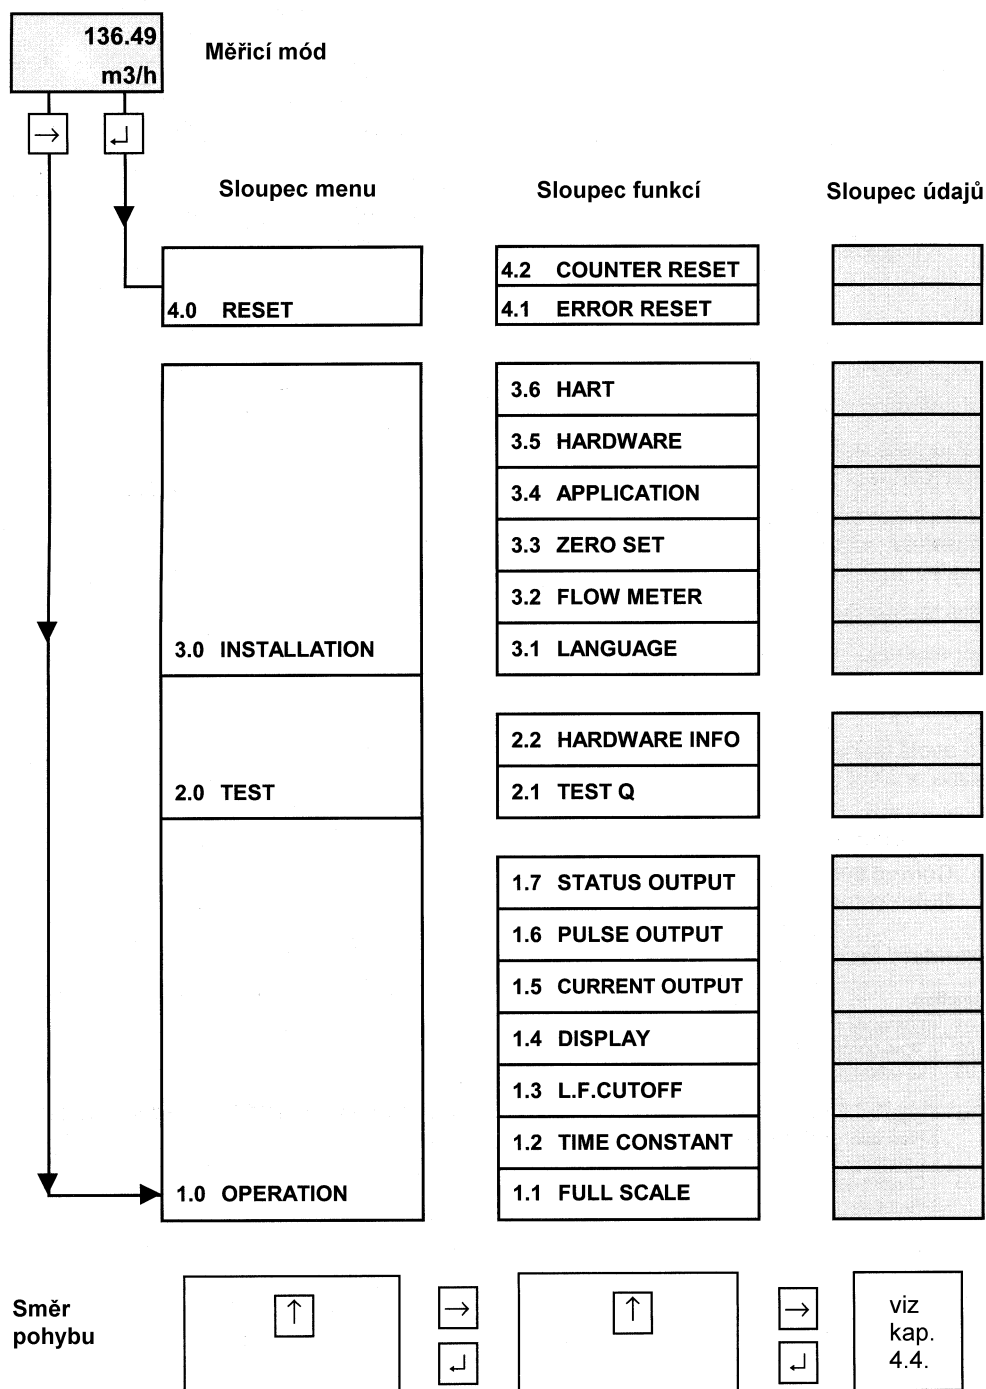 136.49
m3/h
Měřicí mód
→ ↵
Sloupec menu
Sloupec funkcí
Sloupec údajů
4.0 RESET
4.2 COUNTER RESET
4.1 ERROR RESET
3.6 HART
3.5 HARDWARE
3.4 APPLICATION
3.3 ZERO SET
3.2 FLOW METER
3.0 INSTALLATION
3.1 LANGUAGE
2.2 HARDWARE INFO
2.0 TEST
2.1 TEST Q
1.7 STATUS OUTPUT
1.6 PULSE OUTPUT
1.5 CURRENT OUTPUT
1.4 DISPLAY
1.3 L.F.CUTOFF
1.2 TIME CONSTANT
1.0 OPERATION
1.1 FULL SCALE
Směr
pohybu
↑ → ↑ →
↵ ↵
viz
kap.
4.4.